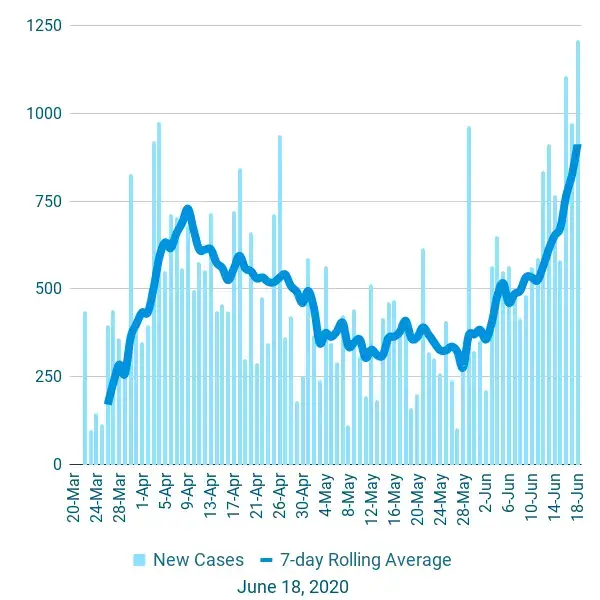 1250
1000
750
500
250
0
20-Mar
24-Mar
28-Mar
1-Apr
5-Apr
9-Apr
13-Apr
17-Apr
21-Apr
26-Apr
30-Apr
4-May
8-May
12-May
16-May
20-May
24-May
28-May
2-Jun
6-Jun
10-Jun
14-Jun
18-Jun
New Cases 7-day Rolling Average
June 18, 2020